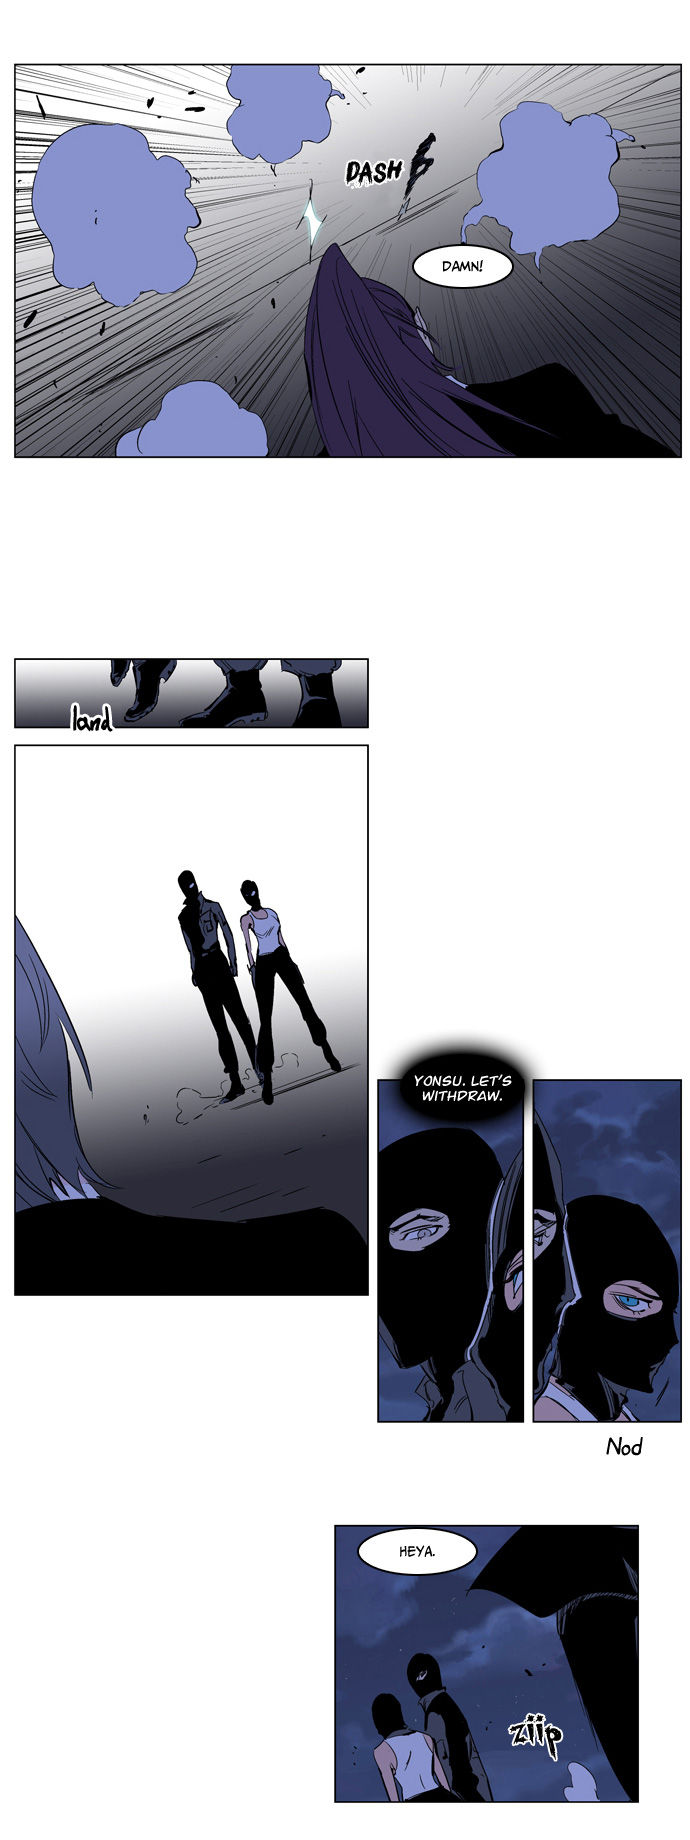 DASH
DAMN!
land
YONSU. LET'S
WITHDRAW.
Nod
HEYA.
ziip